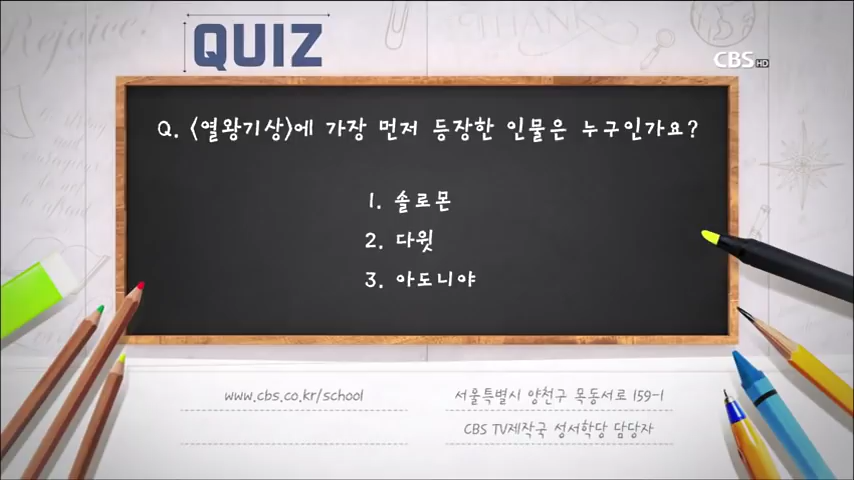 QUIZ
CBS HD
Q. <열왕기상>에 가장 먼저 등장한 인물은 누구인가요?
1. 솔로몬
2. 다윗
3. 아도니야
www.cbs.co.kr/school
서울특별시 양천구 목동서로 159-1
CBS TV제작국 성서학당 담당자
Rejoice!